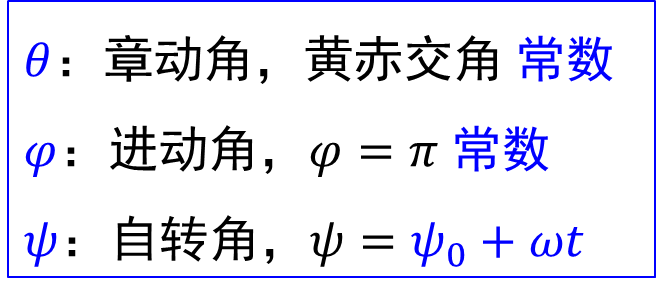 θ：章动角，黄赤交角 常数
φ：进动角，φ = π 常数
ψ：自转角，ψ = ψ₀ + ωt